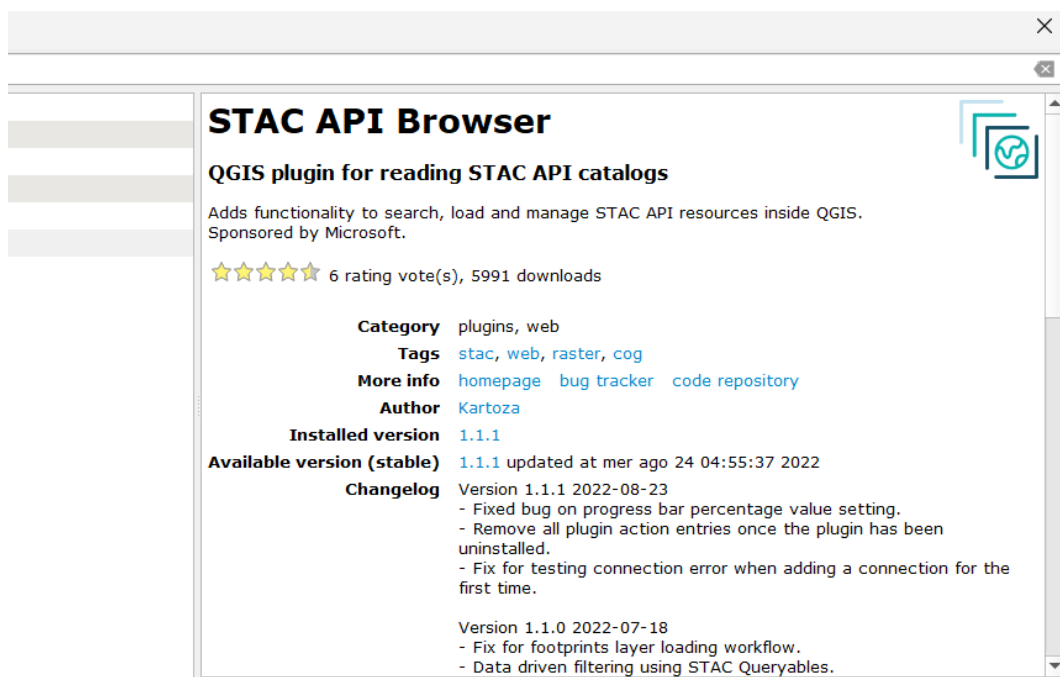 STAC API Browser
QGIS plugin for reading STAC API catalogs
Adds functionality to search, load and manage STAC API resources inside QGIS.
Sponsored by Microsoft.
6 rating vote(s), 5991 downloads
Category plugins, web
Tags stac, web, raster, cog
More info homepage bug tracker code repository
Author Kartoza
Installed version 1.1.1
Available version (stable) 1.1.1 updated at mer ago 24 04:55:37 2022
Changelog Version 1.1.1 2022-08-23
- Fixed bug on progress bar percentage value setting.
- Remove all plugin action entries once the plugin has been
uninstalled.
- Fix for testing connection error when adding a connection for the
first time.
Version 1.1.0 2022-07-18
- Fix for footprints layer loading workflow.
- Data driven filtering using STAC Queryables.